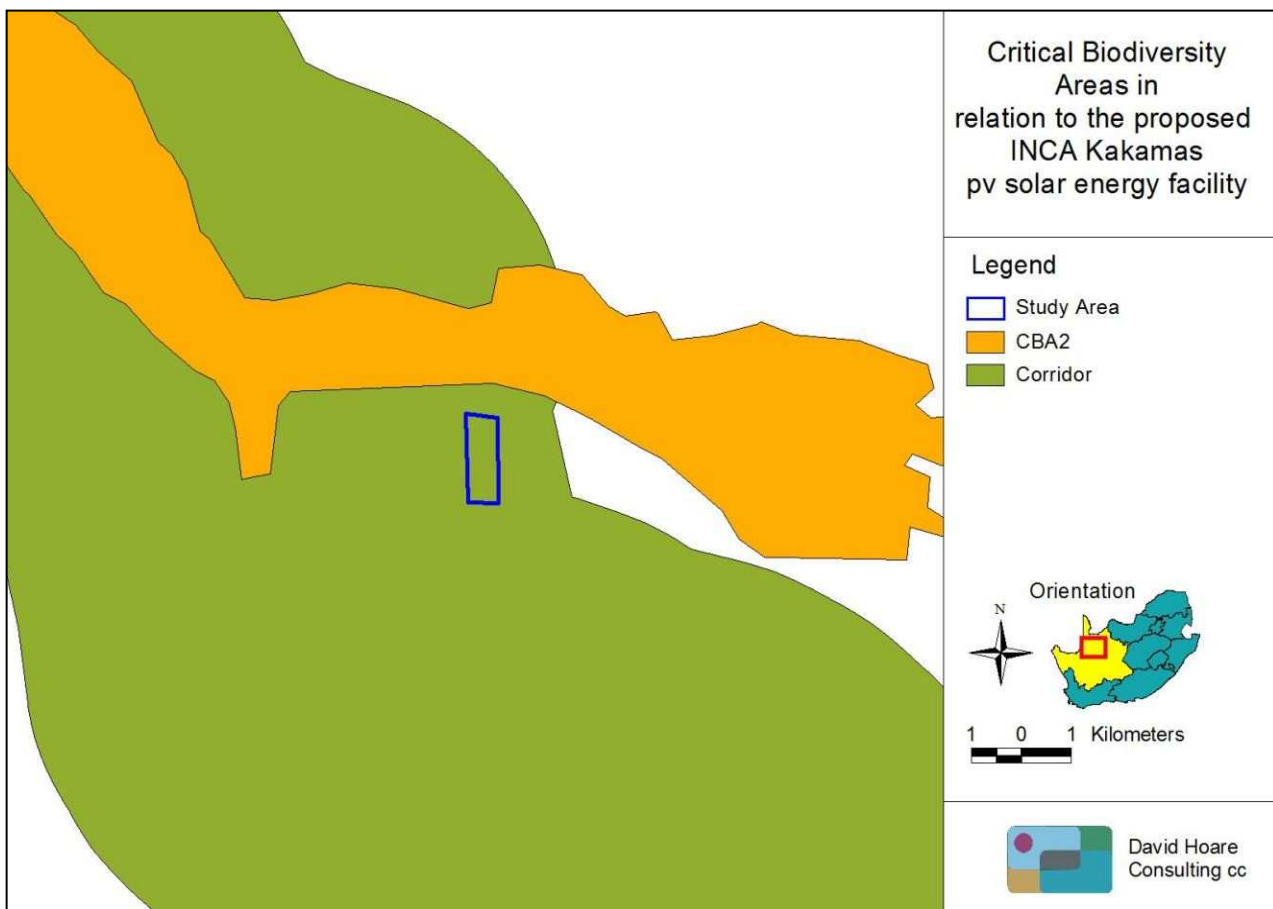 Critical Biodiversity
Areas in
relation to the proposed
INCA Kakamas
pv solar energy facility
Legend
Study Area
CBA2
Corridor
Orientation
N
1 0 1 Kilometers
David Hoare
Consulting cc